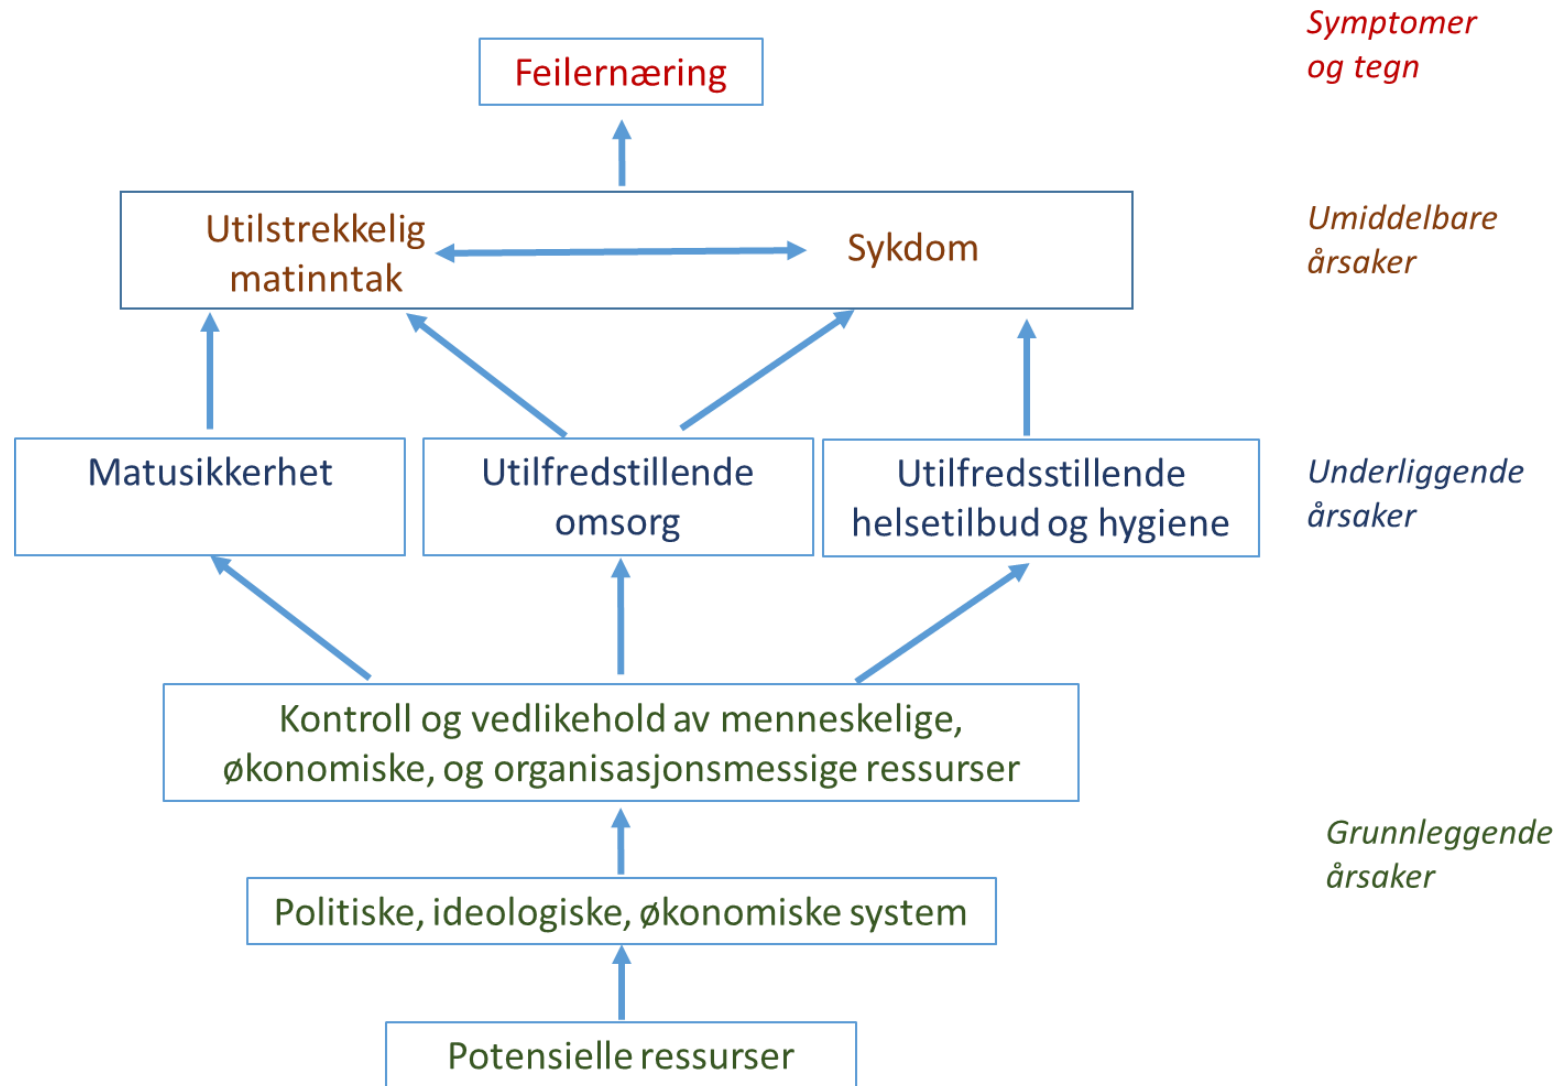 Symptomer
og tegn
Feilernæring
Utilstrekkelig
matinntak
Sykdom
Umiddelbare
årsaker
Matusikkerhet
Utilfredstillende
omsorg
Utilfredsstillende
helsetilbud og hygiene
Underliggende
årsaker
Kontroll og vedlikehold av menneskelige,
økonomiske, og organisasjonsmessige ressurser
Grunnleggende
årsaker
Politiske, ideologiske, økonomiske system
Potensielle ressurser